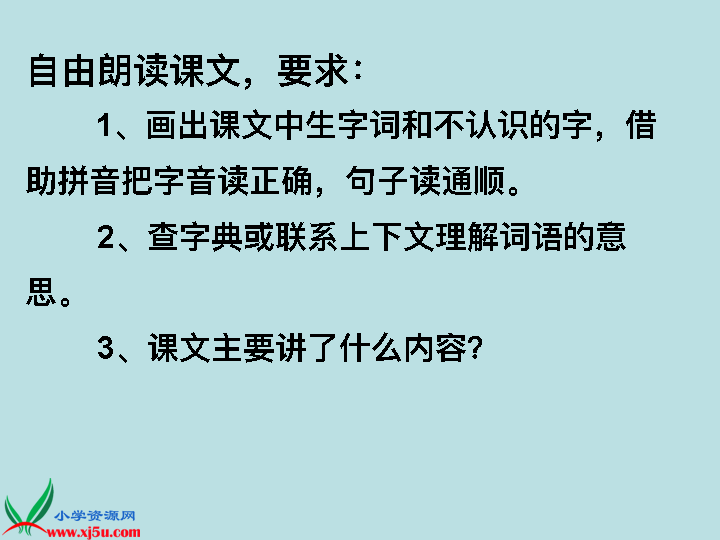 自由朗读课文，要求：
1、画出课文中生字词和不认识的字，借
助拼音把字音读正确，句子读通顺。
2、查字典或联系上下文理解词语的意
思。
3、课文主要讲了什么内容？
小学资源网
www.xj5u.com